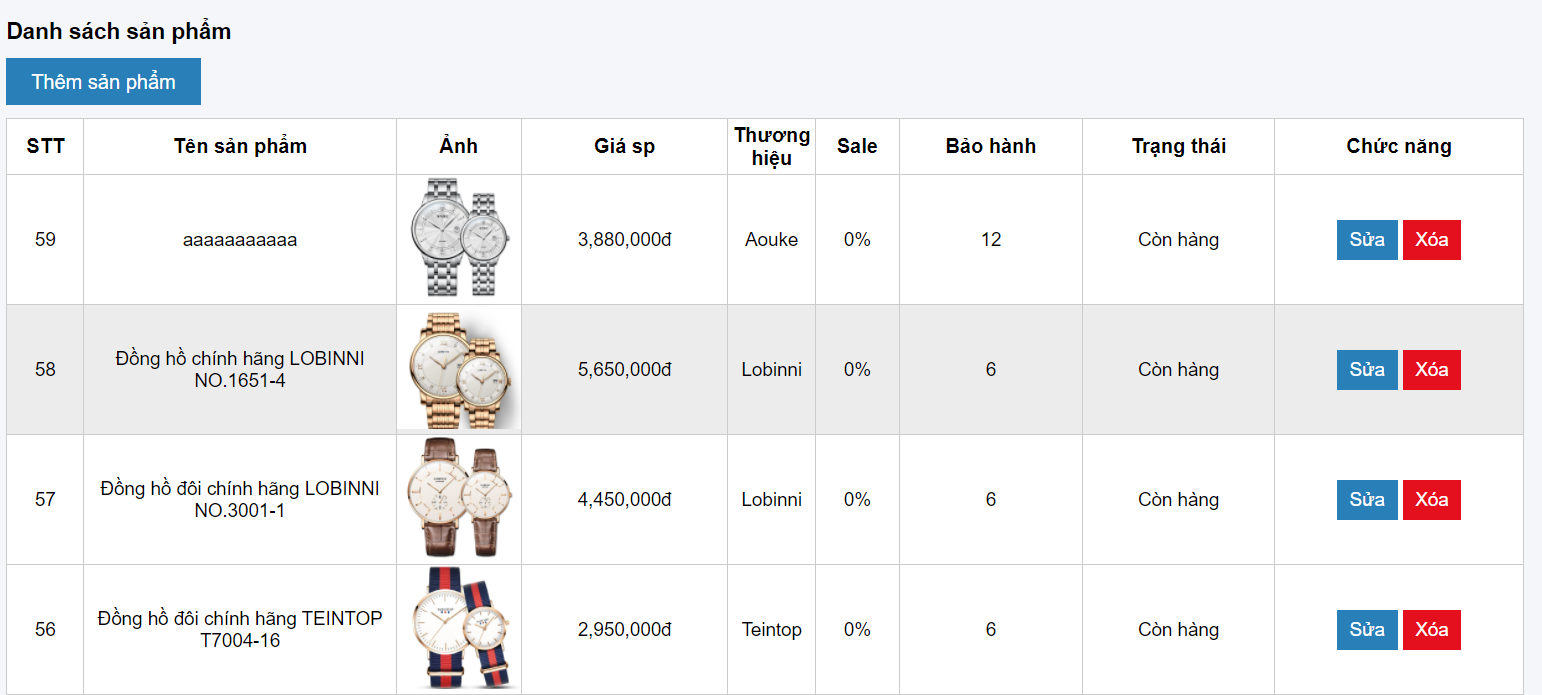 Danh sách sản phẩm
Thêm sản phẩm
STT Tên sản phẩm Ảnh Giá sp Thương hiệu Sale Bảo hành Trạng thái Chức năng
59 aaaaaaaaaaa 3,880,000đ Aouke 0% 12 Còn hàng Sửa Xóa
58 Đồng hồ chính hãng LOBINNI NO.1651-4 5,650,000đ Lobinni 0% 6 Còn hàng Sửa Xóa
57 Đồng hồ đôi chính hãng LOBINNI NO.3001-1 4,450,000đ Lobinni 0% 6 Còn hàng Sửa Xóa
56 Đồng hồ đôi chính hãng TEINTOP T7004-16 2,950,000đ Teintop 0% 6 Còn hàng Sửa Xóa